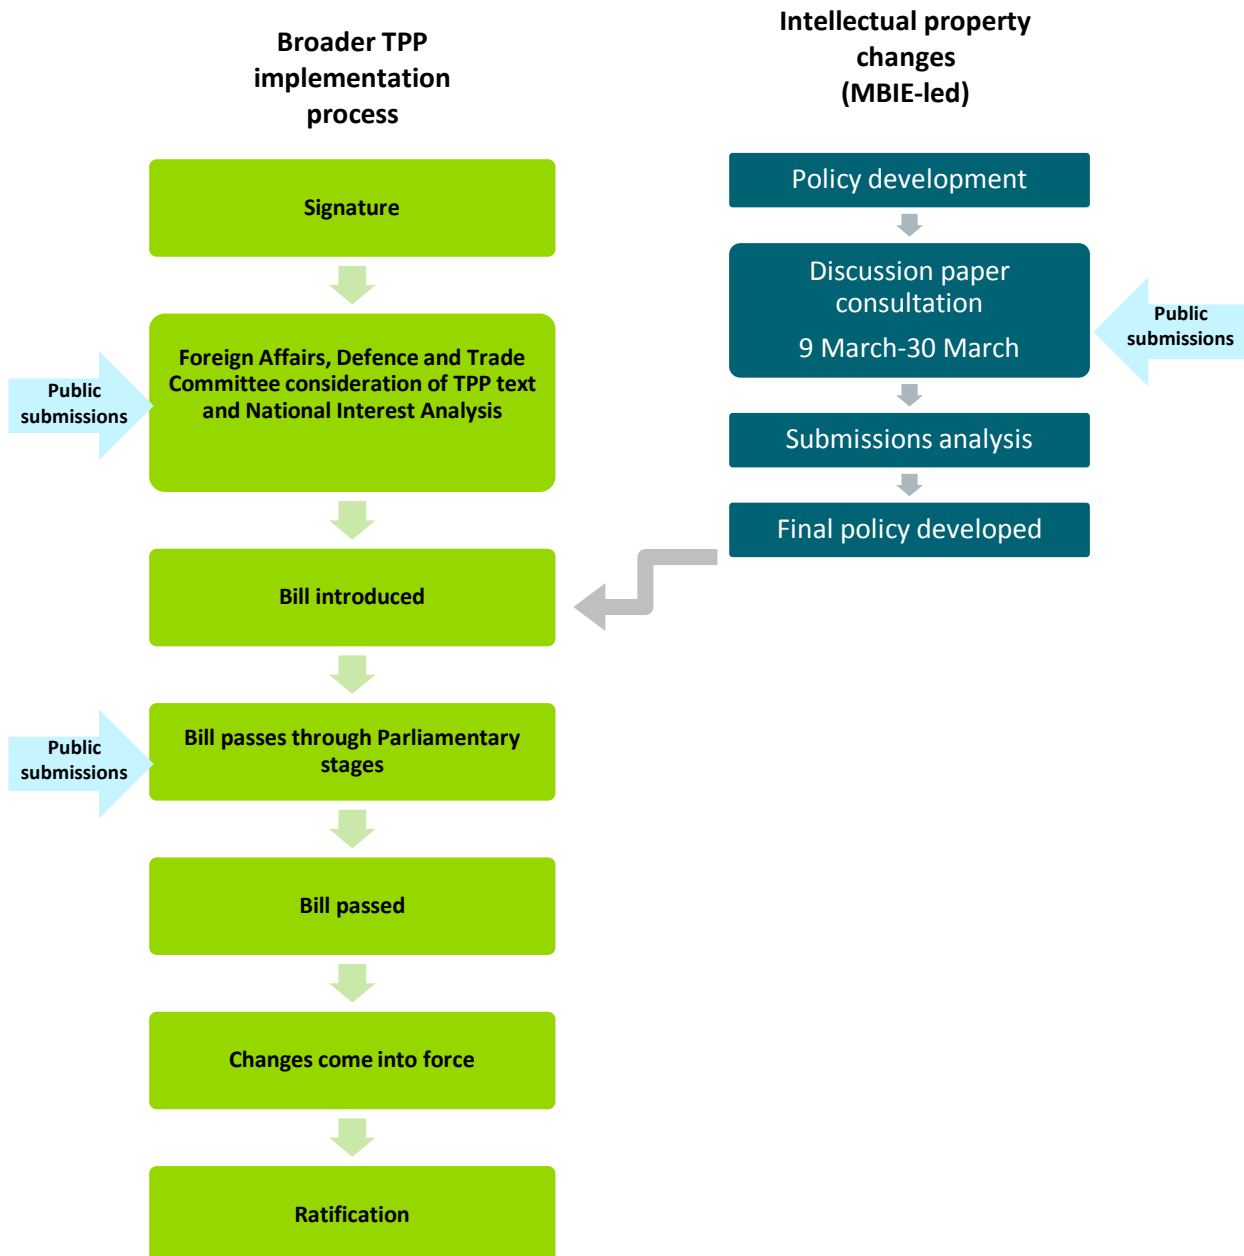 Broader TPP
implementation
process
Signature
Public
submissions
Foreign Affairs, Defence and Trade
Committee consideration of TPP text
and National Interest Analysis
Bill introduced
Public
submissions
Bill passes through Parliamentary
stages
Bill passed
Changes come into force
Ratification
Intellectual property
changes
(MBIE-led)
Policy development
Discussion paper
consultation
9 March-30 March
Public
submissions
Submissions analysis
Final policy developed